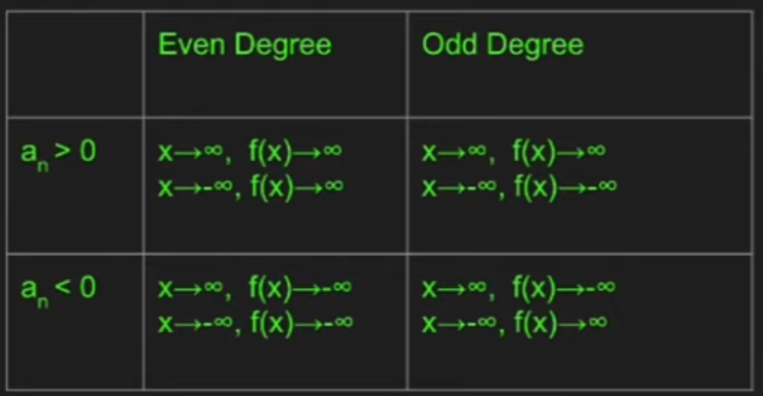 Even Degree
Odd Degree
aₙ > 0
x→∞, f(x)→∞
x→-∞, f(x)→∞
x→∞, f(x)→∞
x→-∞, f(x)→-∞
aₙ < 0
x→∞, f(x)→-∞
x→-∞, f(x)→-∞
x→∞, f(x)→-∞
x→-∞, f(x)→∞